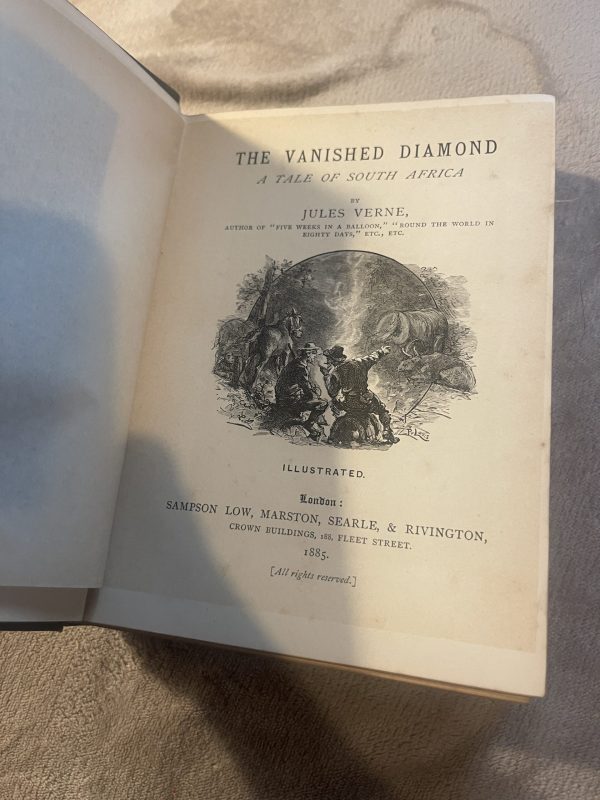 THE VANISHED DIAMOND
A TALE OF SOUTH AFRICA
BY
JULES VERNE,
AUTHOR OF "FIVE WEEKS IN A BALLOON," "ROUND THE WORLD IN
EIGHTY DAYS," ETC., ETC.
ILLUSTRATED.
London:
SAMPSON LOW, MARSTON, SEARLE, & RIVINGTON,
CROWN BUILDINGS, 188, FLEET STREET.
1885.
[All rights reserved.]